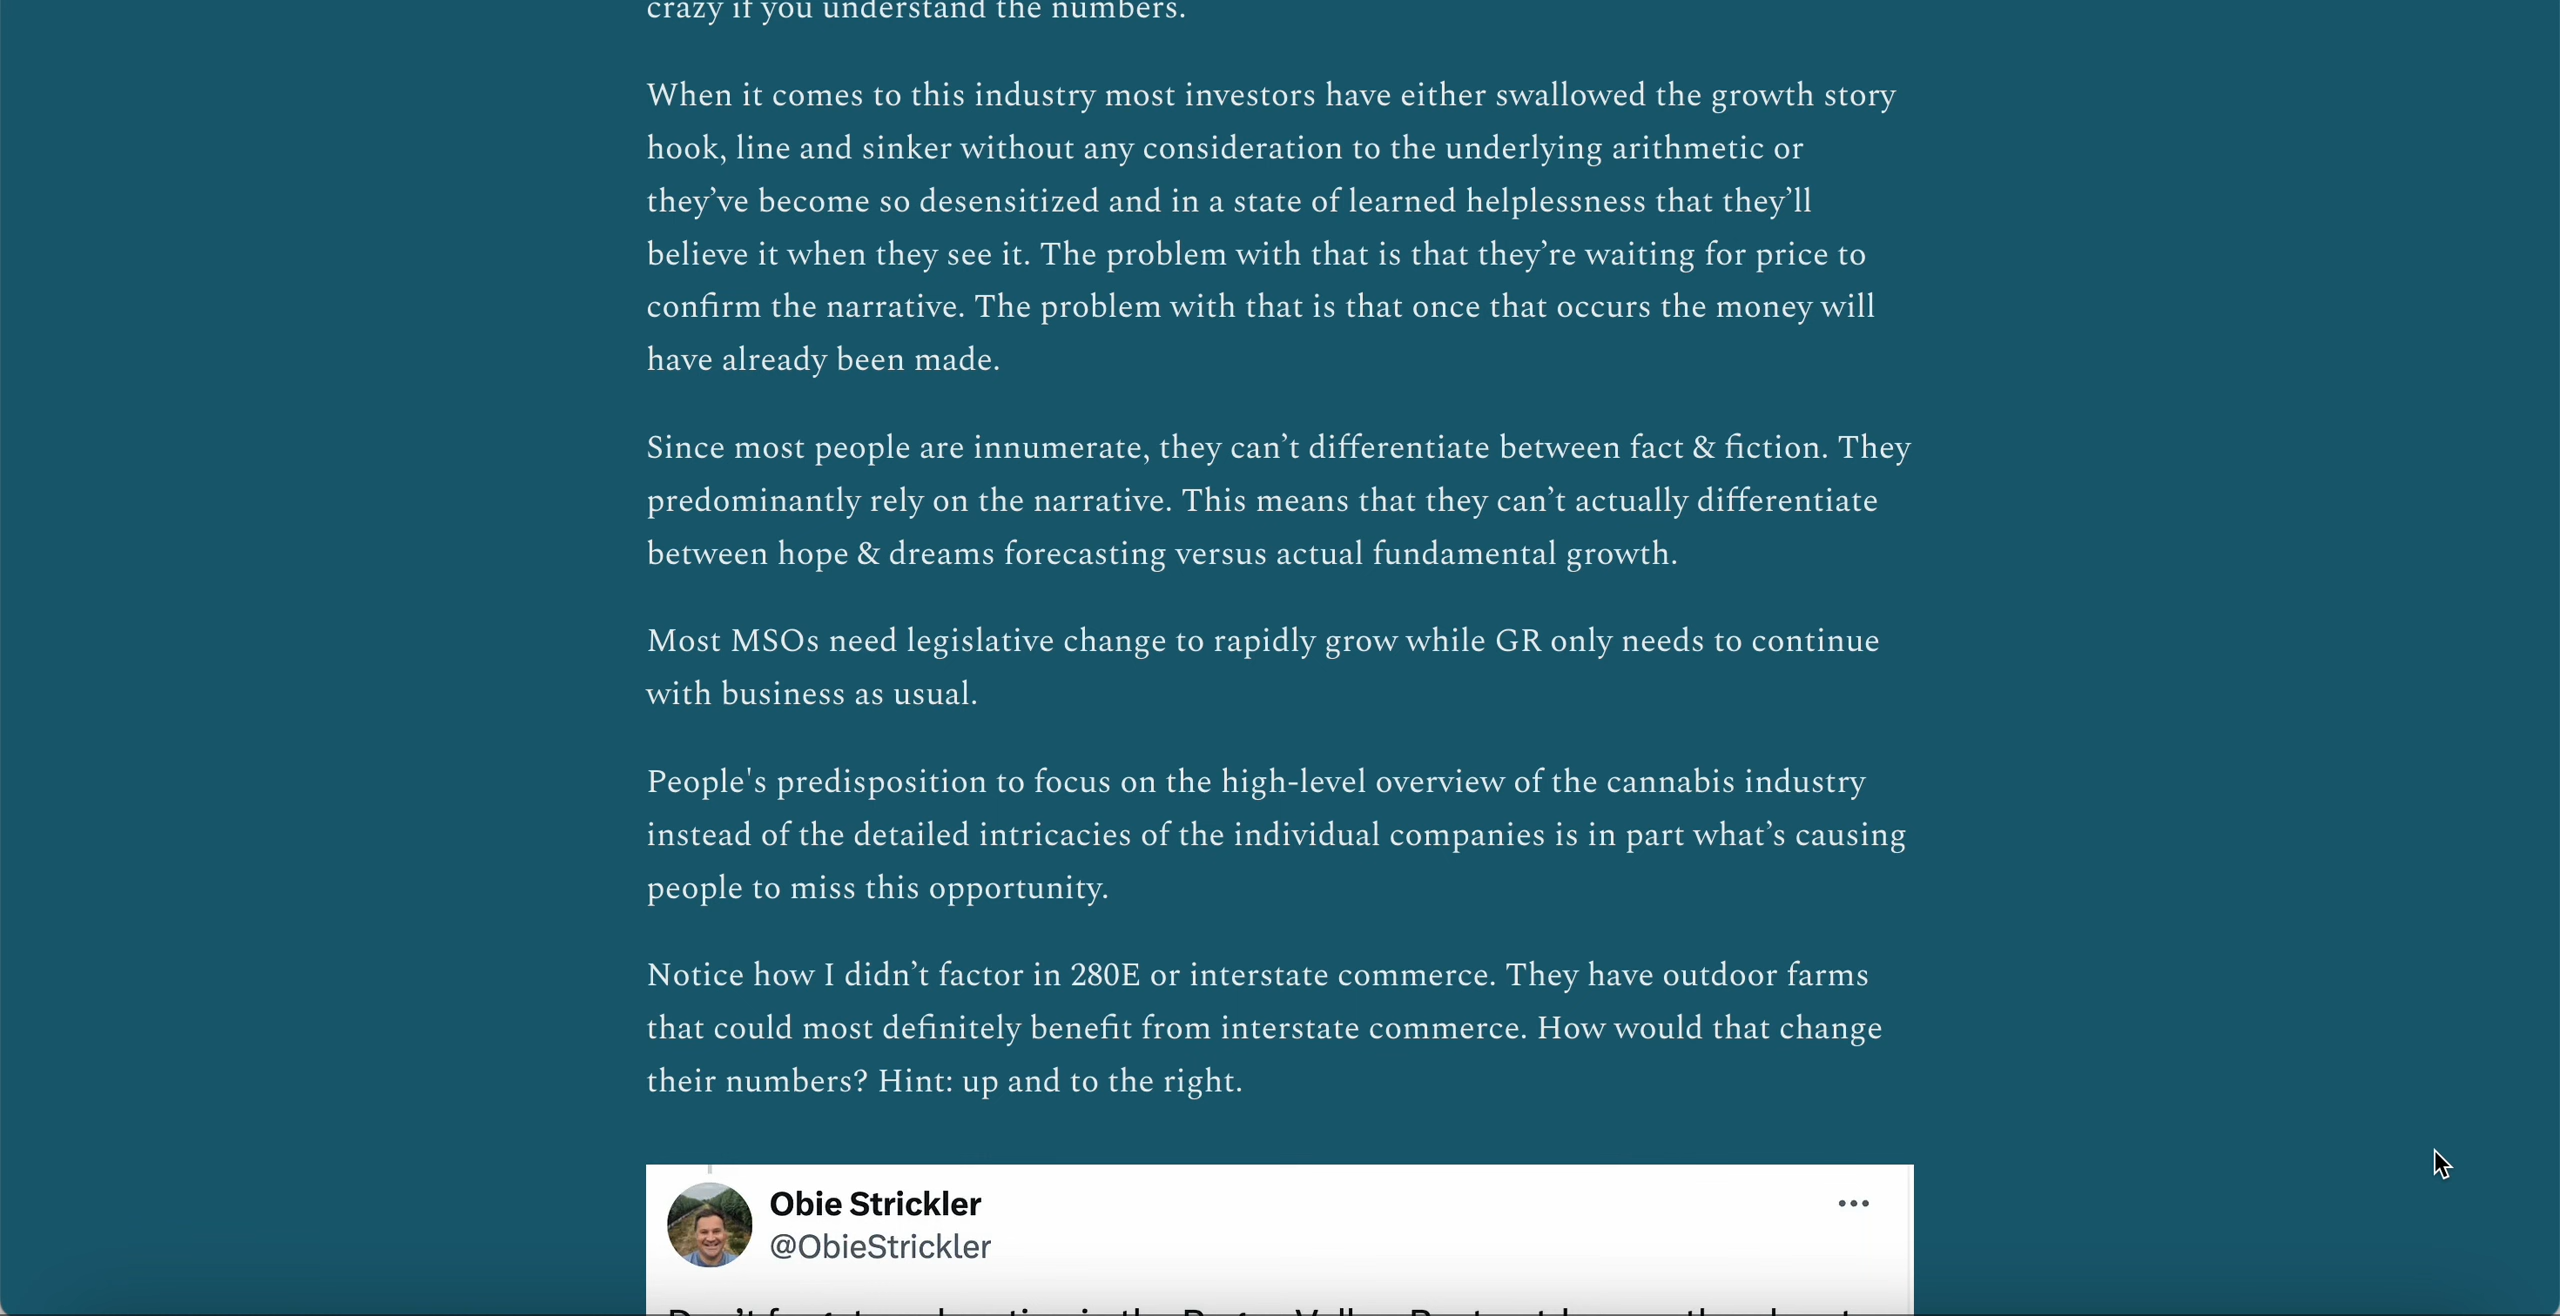 crazy if you understand the numbers.
When it comes to this industry most investors have either swallowed the growth story
hook, line and sinker without any consideration to the underlying arithmetic or
they’ve become so desensitized and in a state of learned helplessness that they’ll
believe it when they see it. The problem with that is that they’re waiting for price to
confirm the narrative. The problem with that is that once that occurs the money will
have already been made.
Since most people are innumerate, they can’t differentiate between fact & fiction. They
predominantly rely on the narrative. This means that they can’t actually differentiate
between hope & dreams forecasting versus actual fundamental growth.
Most MSOs need legislative change to rapidly grow while GR only needs to continue
with business as usual.
People's predisposition to focus on the high-level overview of the cannabis industry
instead of the detailed intricacies of the individual companies is in part what’s causing
people to miss this opportunity.
Notice how I didn’t factor in 280E or interstate commerce. They have outdoor farms
that could most definitely benefit from interstate commerce. How would that change
their numbers? Hint: up and to the right.
Obie Strickler
@ObieStrickler